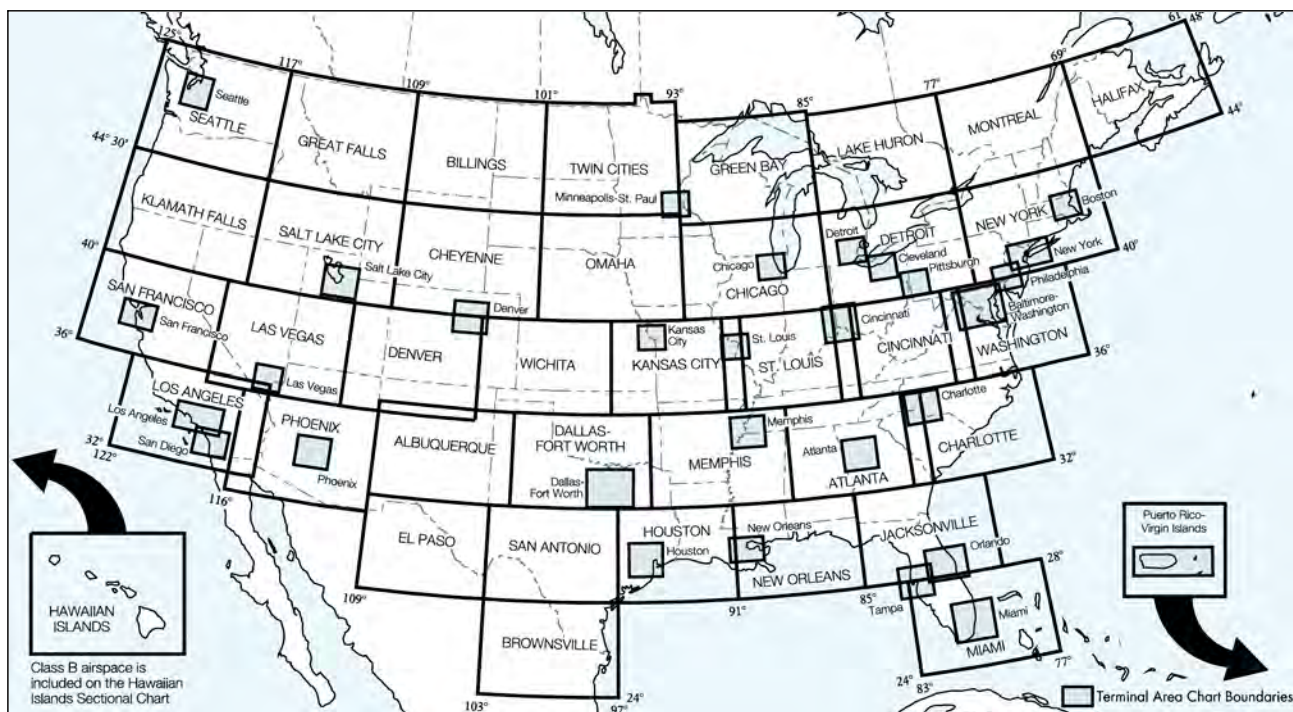 125°
117°
109°
101°
93°
85°
77°
69°
61°
48°
Seattle
SEATTLE
GREAT FALLS
BILLINGS
TWIN CITIES
Minneapolis-St. Paul
GREEN BAY
LAKE HURON
MONTREAL
HALIFAX
44°
44° 30'
KLAMATH FALLS
SALT LAKE CITY
Salt Lake City
CHEYENNE
OMAHA
Chicago
CHICAGO
Detroit
DETROIT
Cleveland
Pittsburgh
NEW YORK
Boston
New York
40°
Philadelphia
Baltimore-
Washington
40°
SAN FRANCISCO
San Francisco
LAS VEGAS
Las Vegas
Denver
DENVER
WICHITA
Kansas
City
KANSAS CITY
St. Louis
ST. LOUIS
Cincinnati
CINCINNATI
WASHINGTON
36°
36°
LOS ANGELES
Los Angeles
San Diego
PHOENIX
Phoenix
ALBUQUERQUE
DALLAS-
FORT WORTH
Dallas-
Fort Worth
Memphis
MEMPHIS
Atlanta
ATLANTA
Charlotte
CHARLOTTE
32°
32°
122°
116°
EL PASO
SAN ANTONIO
HOUSTON
Houston
New Orleans
NEW ORLEANS
JACKSONVILLE
Orlando
Tampa
28°
109°
91°
85°
BROWNSVILLE
Miami
MIAMI
103°
24°
97°
24°
83°
77°
HAWAIIAN
ISLANDS
Class B airspace is
included on the Hawaiian
Islands Sectional Chart
Puerto Rico-
Virgin Islands
Terminal Area Chart Boundaries